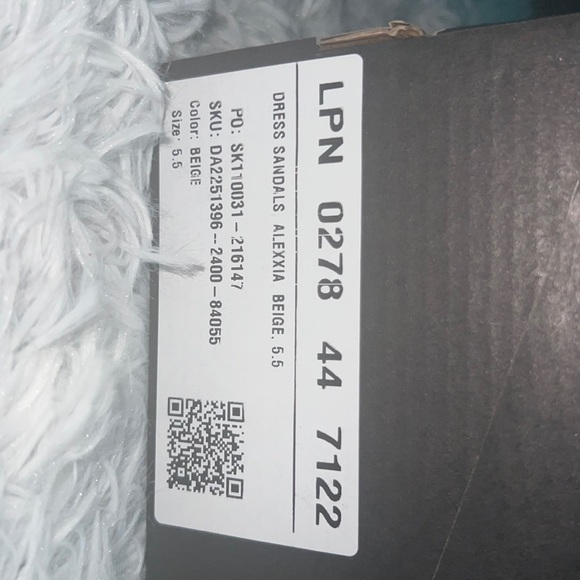 LPN 0278 44 7122
DRESS SANDALS, ALEXXIA BEIGE, 5.5
PO: SK110031-216147
SKU: DA2251396-2400-84055
Color: BEIGE
Size: 5.5